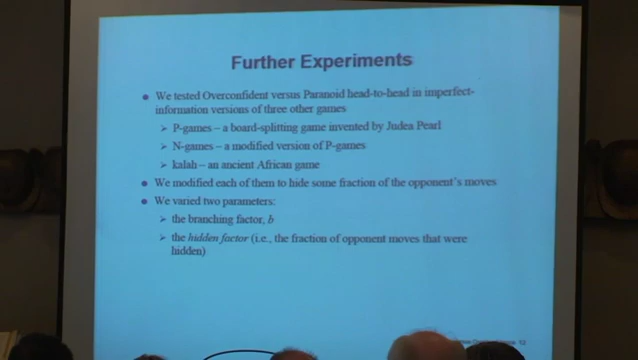 Further Experiments
• We tested Overconfident versus Paranoid head-to-head in imperfect-
information versions of three other games
➢ P-games – a board-splitting game invented by Judea Pearl
➢ N-games – a modified version of P-games
➢ kalah – an ancient African game
• We modified each of them to hide some fraction of the opponent's moves
• We varied two parameters:
➢ the branching factor, b
➢ the hidden factor (i.e., the fraction of opponent moves that were
hidden)
12